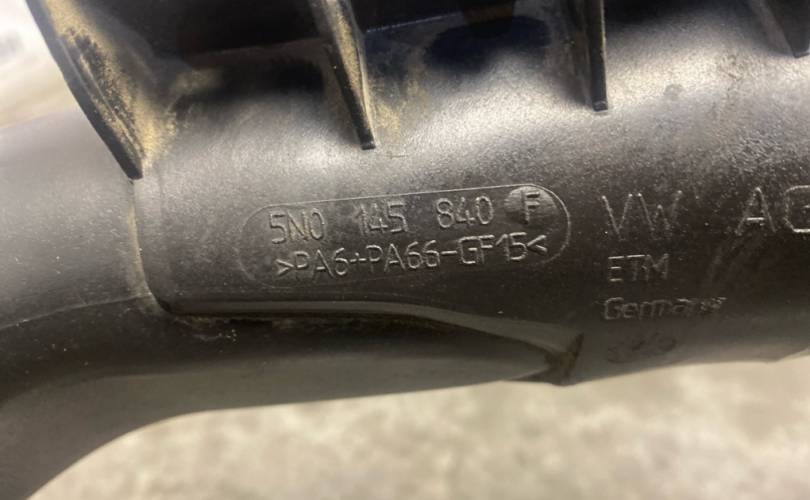 5N0 145 840 F
>PA6+PA66-GF15<
VW AG
ETM
Germany